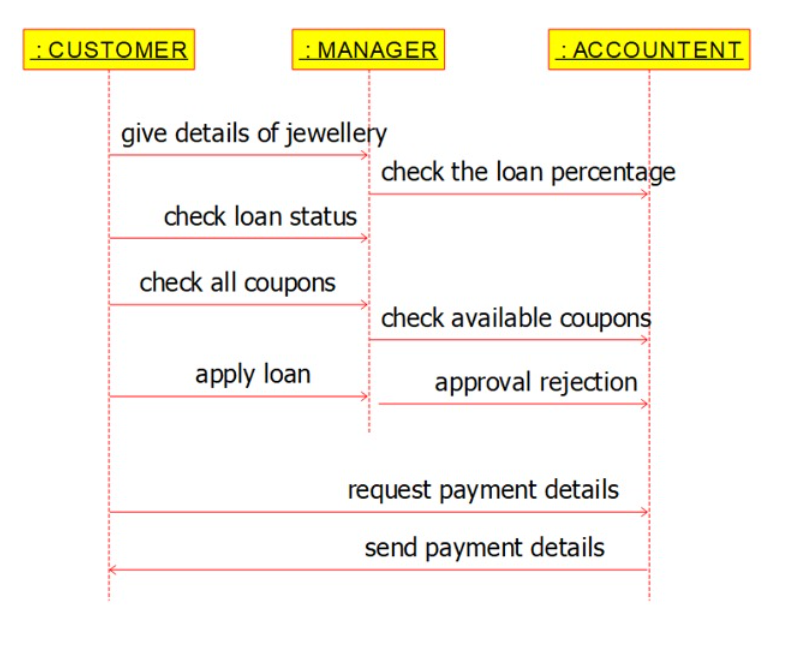 : CUSTOMER
: MANAGER
: ACCOUNTENT
give details of jewellery
check the loan percentage
check loan status
check all coupons
check available coupons
apply loan
approval rejection
request payment details
send payment details